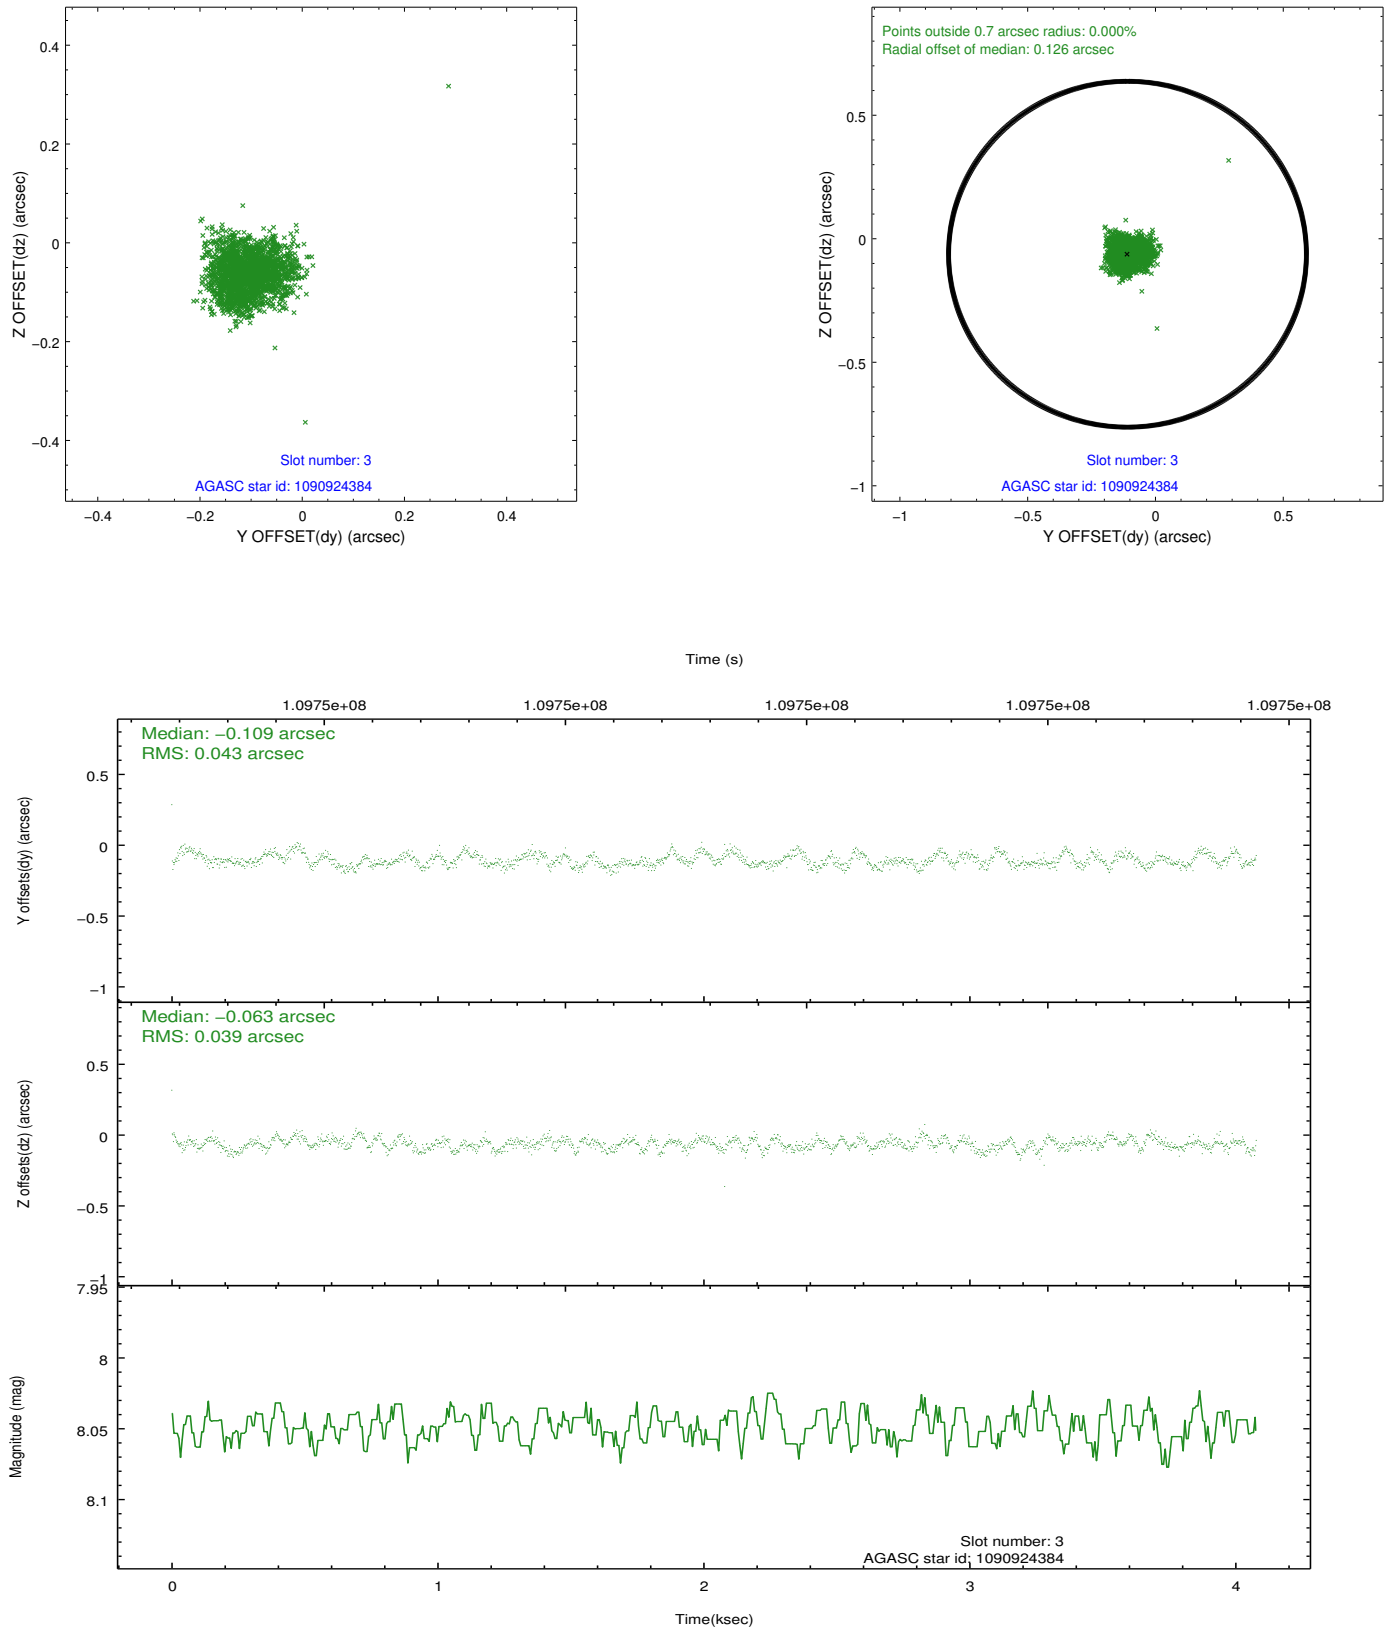 0.4
0.2
0
−0.2
−0.4
Z OFFSET(dz) (arcsec)
Slot number: 3
AGASC star id: 1090924384
−0.4
−0.2
0
0.2
0.4
Y OFFSET(dy) (arcsec)
Points outside 0.7 arcsec radius: 0.000%
Radial offset of median: 0.126 arcsec
0.5
0
−0.5
−1
Z OFFSET(dz) (arcsec)
Slot number: 3
AGASC star id: 1090924384
−1
−0.5
0
0.5
Y OFFSET(dy) (arcsec)
Time (s)
1.0975e+08
1.0975e+08
1.0975e+08
1.0975e+08
1.0975e+08
Median: −0.109 arcsec
RMS: 0.043 arcsec
0.5
0
−0.5
−1
Y offsets(dy) (arcsec)
Median: −0.063 arcsec
RMS: 0.039 arcsec
0.5
0
−0.5
−1
Z offsets(dz) (arcsec)
7.95
8
8.05
8.1
Magnitude (mag)
Slot number: 3
AGASC star id: 1090924384
0
1
2
3
4
Time(ksec)